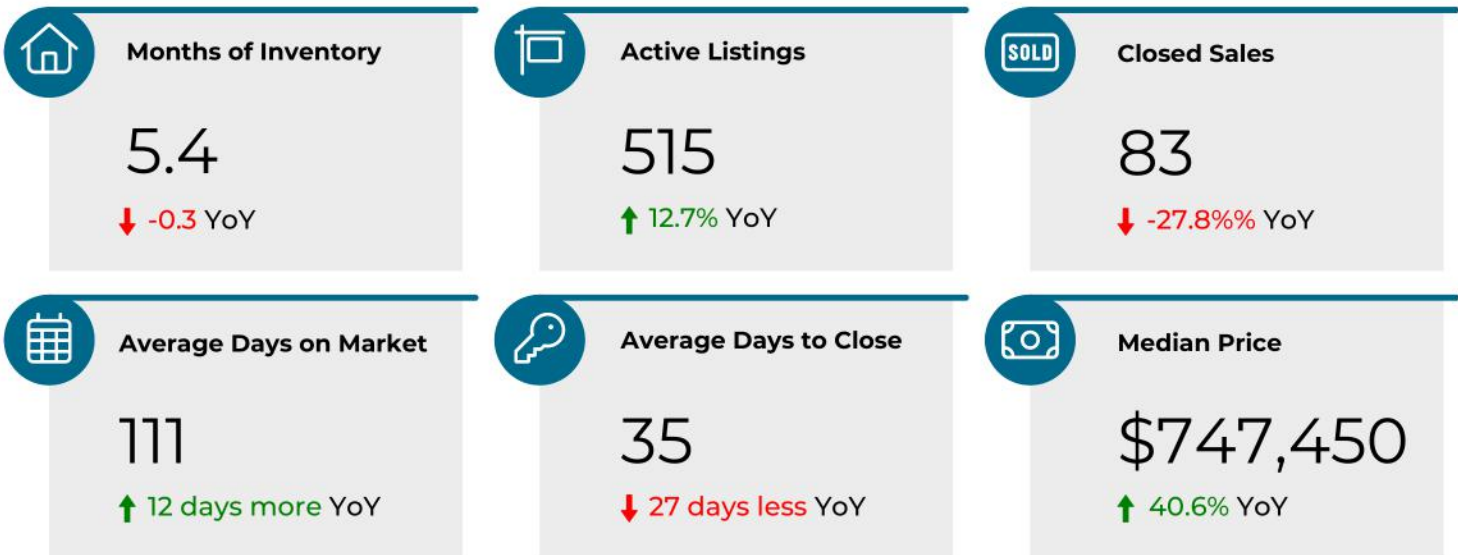 Months of Inventory
5.4
-0.3 YoY
Active Listings
515
12.7% YoY
SOLD
Closed Sales
83
-27.8%% YoY
Average Days on Market
111
12 days more YoY
Average Days to Close
35
27 days less YoY
Median Price
$747,450
40.6% YoY